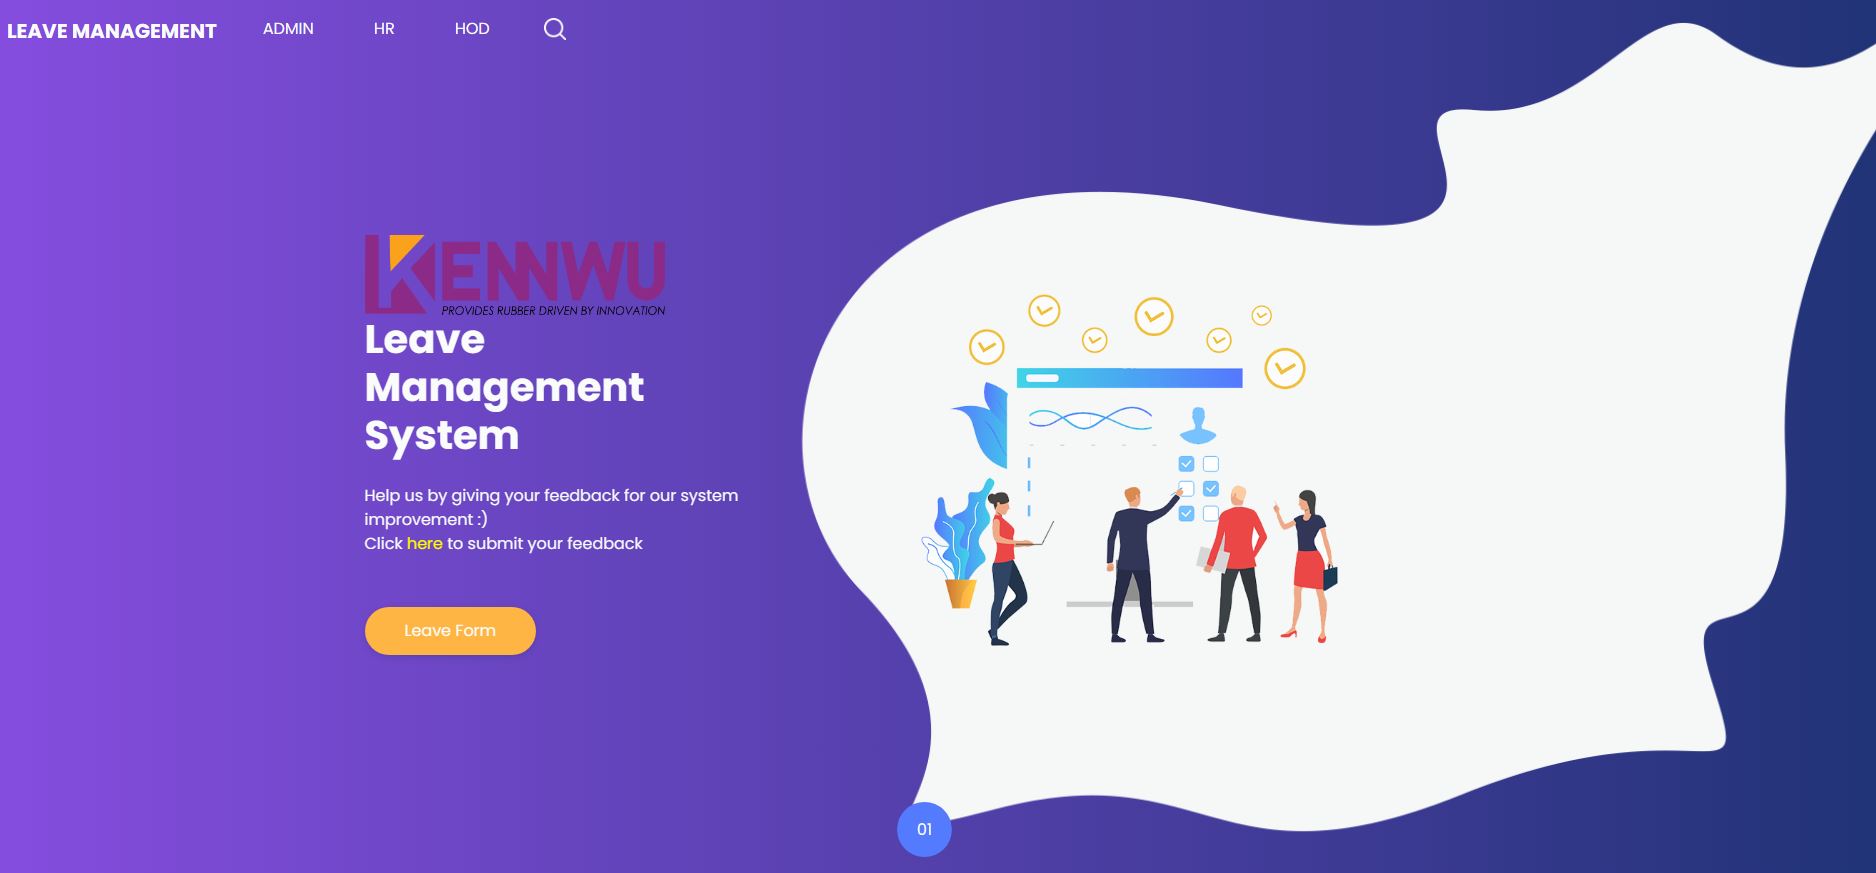 LEAVE MANAGEMENT
ADMIN
HR
HOD
KENNWU
PROVIDES RUBBER DRIVEN BY INNOVATION
Leave
Management
System
Help us by giving your feedback for our system
improvement :)
Click here to submit your feedback
Leave Form
01